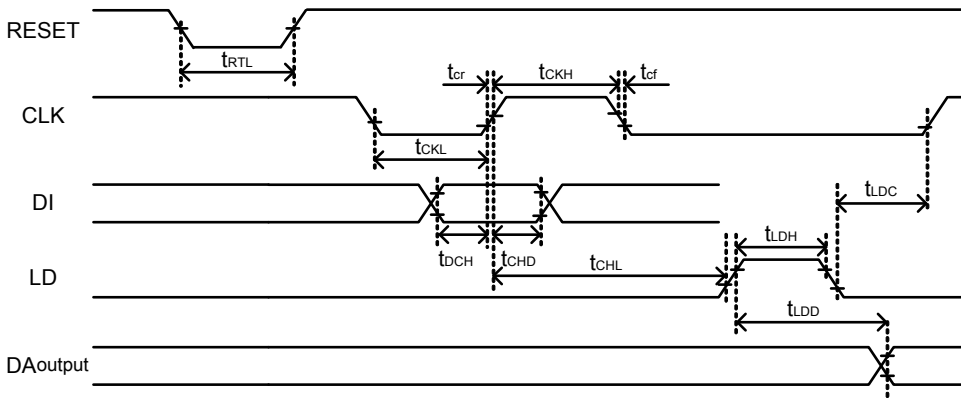 RESET
tRTL
tcr
tCKH
tcf
CLK
tCKL
DI
tLDC
tDCH
tCHD
tLDH
tCHL
LD
tLDD
DAoutput